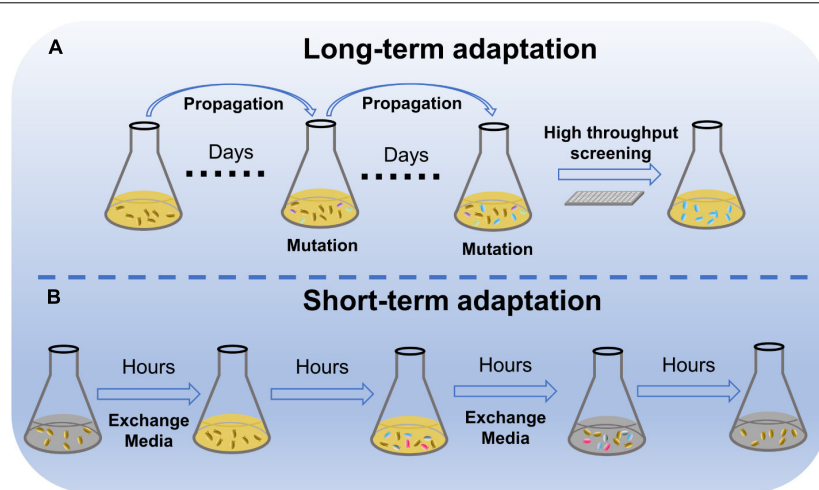 A
Long-term adaptation
Propagation
Propagation
Days
Days
High throughput
screening
Mutation
Mutation
B
Short-term adaptation
Hours
Exchange
Media
Hours
Hours
Exchange
Media
Hours